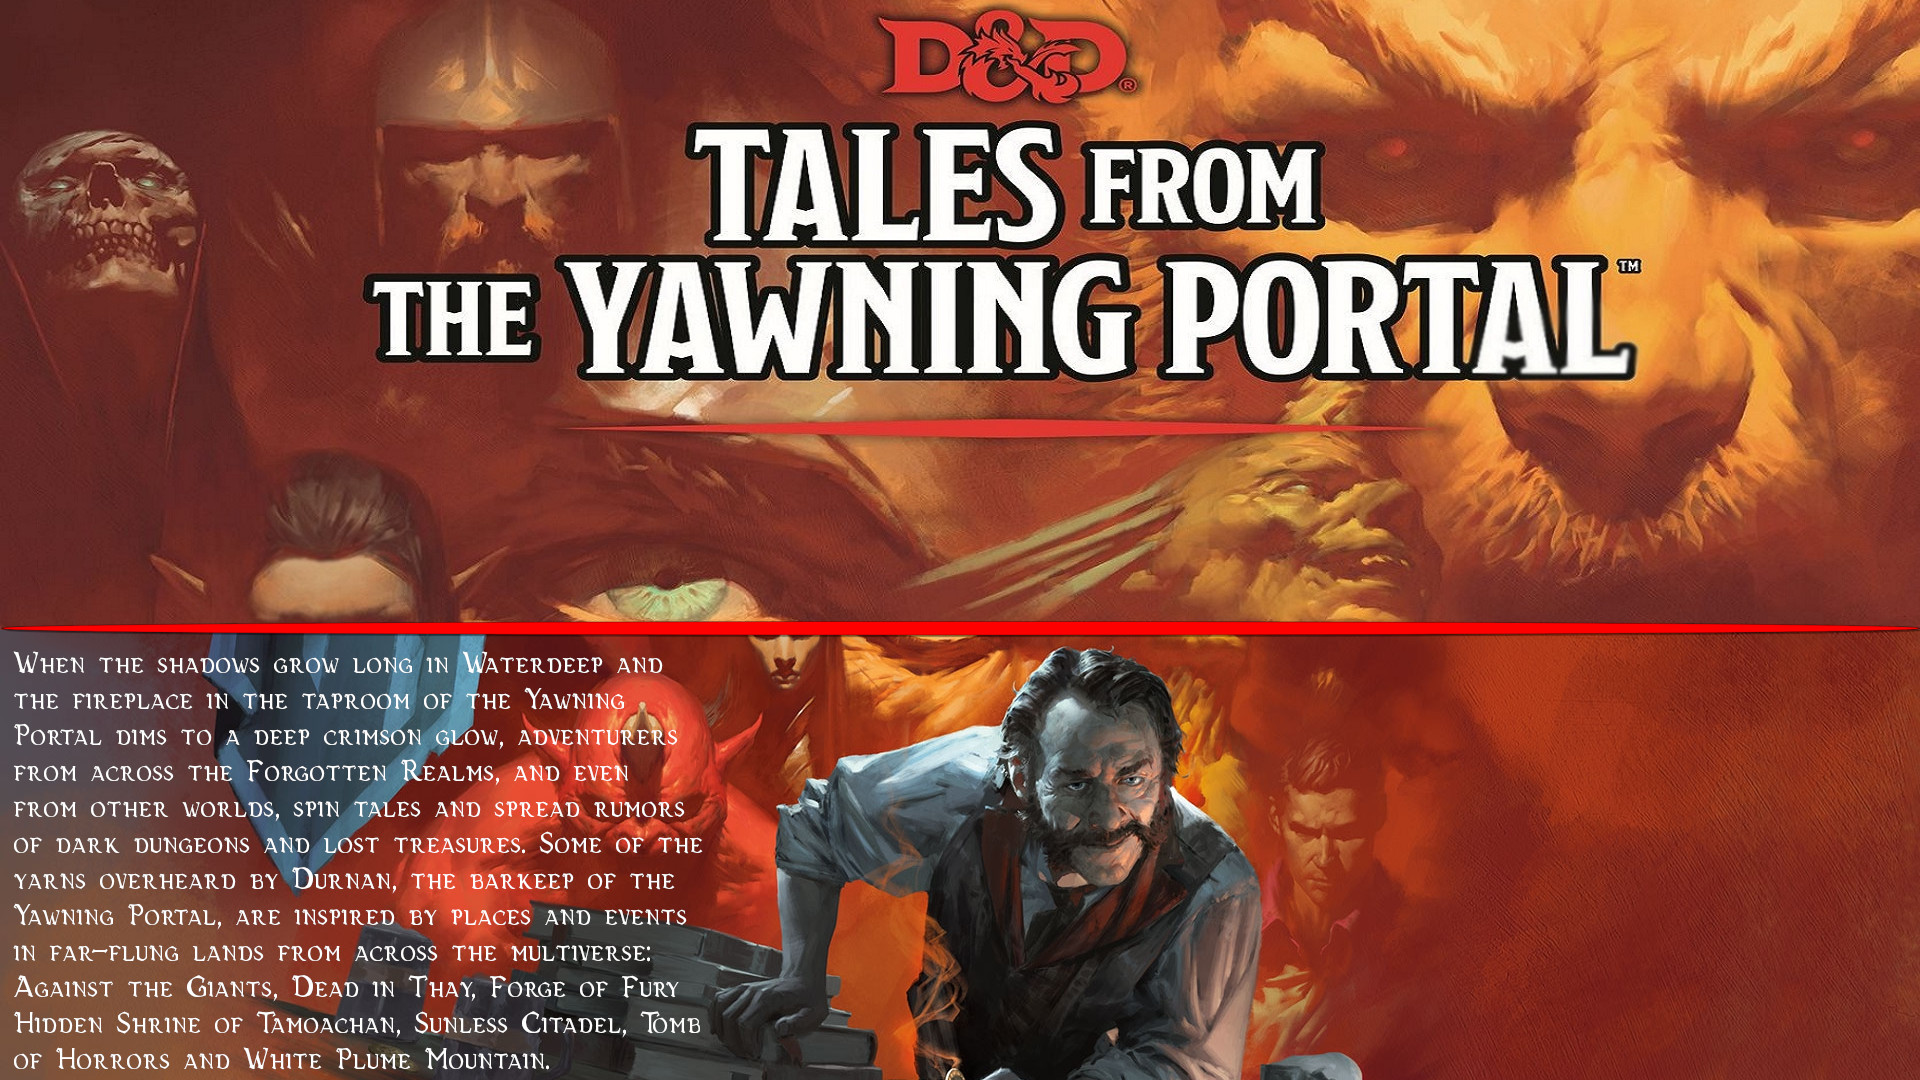 D&D®
TALES FROM
THE YAWNING PORTAL™
When the shadows grow long in Waterdeep and
the fireplace in the taproom of the Yawning
Portal dims to a deep crimson glow, adventurers
from across the Forgotten Realms, and even
from other worlds, spin tales and spread rumors
of dark dungeons and lost treasures. Some of the
yarns overheard by Durnan, the barkeep of the
Yawning Portal, are inspired by places and events
in far-flung lands from across the multiverse:
Against the Giants, Dead in Thay, Forge of Fury
Hidden Shrine of Tamoachan, Sunless Citadel, Tomb
of Horrors and White Plume Mountain.